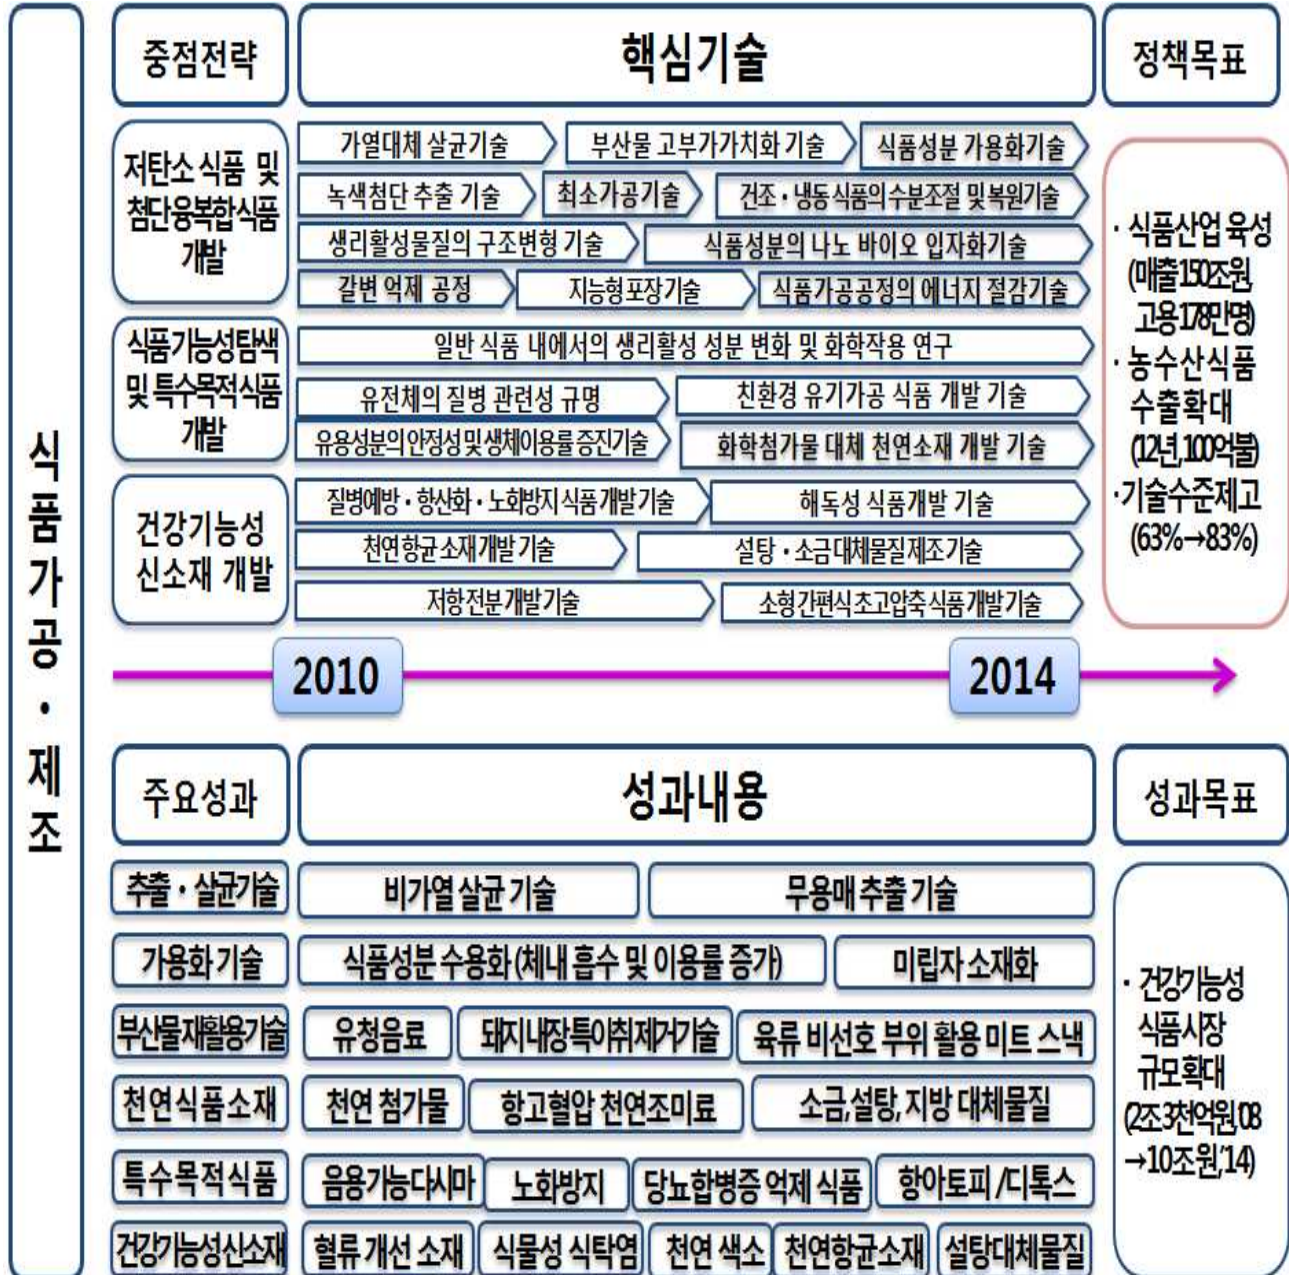 식품가공·제조
중점전략
핵심기술
정책목표
저탄소 식품 및
첨단융복합식품
개발
가열대체 살균기술
부산물 고부가가치화 기술
식품성분 가용화기술
녹색첨단 추출 기술
최소가공기술
건조·냉동식품의 수분조절 및 복원기술
생리활성물질의 구조변형 기술
식품성분의 나노 바이오 입자화기술
갈변 억제 공정
지능형포장기술
식품가공공정의 에너지 절감기술
식품기능성탐색
및 특수목적식품
개발
일반 식품 내에서의 생리활성 성분 변화 및 화학작용 연구
유전체의 질병 관련성 규명
친환경 유기가공 식품 개발 기술
유용성분의 안정성 및 생체이용률 증진기술
화학첨가물 대체 천연소재 개발 기술
건강기능성
신소재 개발
질병예방·항산화·노화방지 식품개발기술
해독성 식품개발 기술
천연항균소재개발기술
설탕·소금대체물질제조기술
저항전분개발기술
소형간편식 초고압축 식품개발기술
· 식품산업 육성
(매출150조원,
고용178만명)
· 농수산식품
수출확대
(12년,100억불)
·기술수준제고
(63%→83%)
2010
2014
주요성과
성과내용
성과목표
추출·살균기술
비가열 살균 기술
무용매 추출 기술
가용화 기술
식품성분 수용화 (체내 흡수 및 이용률 증가)
미립자 소재화
부산물재활용기술
유청음료
돼지내장특이취제거기술
육류 비선호 부위 활용 미트 스낵
천연식품소재
천연 첨가물
항고혈압 천연조미료
소금,설탕, 지방 대체물질
특수목적식품
음용가능다시마
노화방지
당뇨합병증 억제 식품
항아토피 /디톡스
건강기능성신소재
혈류 개선 소재
식물성 식탁염
천연 색소
천연항균소재
설탕대체물질
· 건강기능성
식품시장
규모확대
(2조3천억원,'08
→10조원,'14)